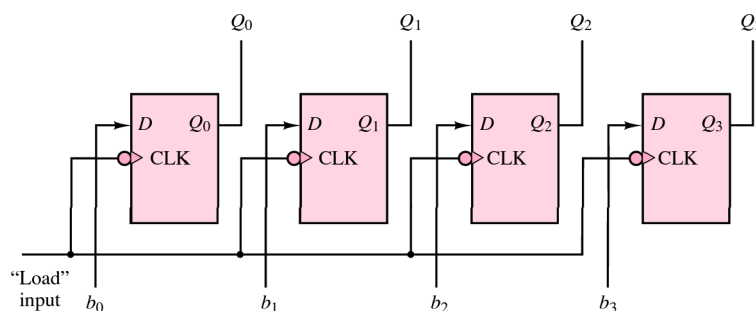 Q0 Q1 Q2 Q
D Q0 D Q1 D Q2 D Q3
CLK CLK CLK CLK
“Load”
input b0 b1 b2 b3